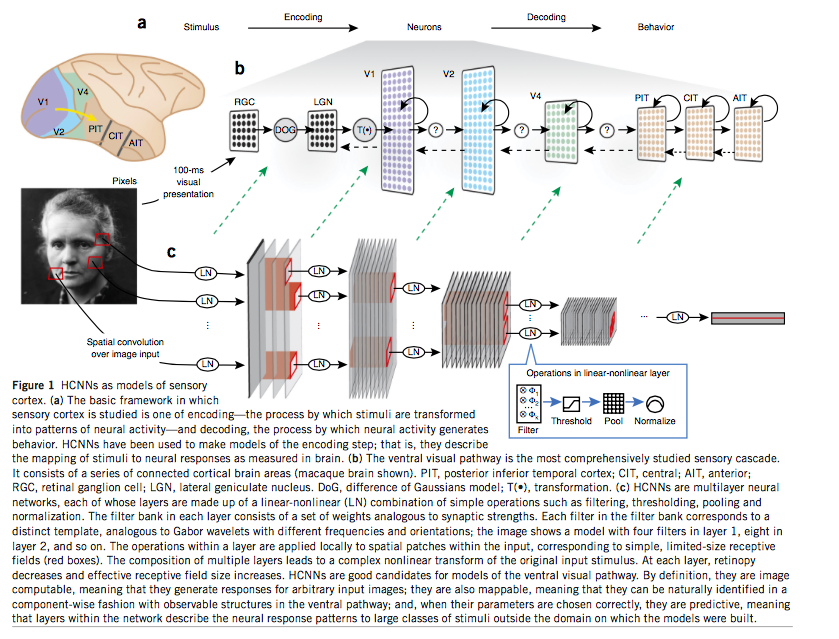 a
Stimulus
Encoding
Neurons
Decoding
Behavior
b
V1
V2
V4
PIT
CIT
AIT
RGC
DOG
LGN
T(•)
V1
?
V2
?
V4
?
PIT
CIT
AIT
100-ms
visual
presentation
Pixels
c
LN
LN
LN
LN
LN
LN
LN
LN
LN
LN
LN
⋮
⋮
⋮
⋮
...
Spatial convolution
over image input
Operations in linear-nonlinear layer
⊗ Φ1
⊗ Φ2
...
⊗ Φk
Filter
Threshold
Pool
Normalize
Figure 1 HCNNs as models of sensory
cortex. (a) The basic framework in which
sensory cortex is studied is one of encoding—the process by which stimuli are transformed
into patterns of neural activity—and decoding, the process by which neural activity generates
behavior. HCNNs have been used to make models of the encoding step; that is, they describe
the mapping of stimuli to neural responses as measured in brain. (b) The ventral visual pathway is the most comprehensively studied sensory cascade.
It consists of a series of connected cortical brain areas (macaque brain shown). PIT, posterior inferior temporal cortex; CIT, central; AIT, anterior;
RGC, retinal ganglion cell; LGN, lateral geniculate nucleus. DoG, difference of Gaussians model; T(•), transformation. (c) HCNNs are multilayer neural
networks, each of whose layers are made up of a linear-nonlinear (LN) combination of simple operations such as filtering, thresholding, pooling and
normalization. The filter bank in each layer consists of a set of weights analogous to synaptic strengths. Each filter in the filter bank corresponds to a
distinct template, analogous to Gabor wavelets with different frequencies and orientations; the image shows a model with four filters in layer 1, eight in
layer 2, and so on. The operations within a layer are applied locally to spatial patches within the input, corresponding to simple, limited-size receptive
fields (red boxes). The composition of multiple layers leads to a complex nonlinear transform of the original input stimulus. At each layer, retinopy
decreases and effective receptive field size increases. HCNNs are good candidates for models of the ventral visual pathway. By definition, they are image
computable, meaning that they generate responses for arbitrary input images; they are also mappable, meaning that they can be naturally identified in a
component-wise fashion with observable structures in the ventral pathway; and, when their parameters are chosen correctly, they are predictive, meaning
that layers within the network describe the neural response patterns to large classes of stimuli outside the domain on which the models were built.